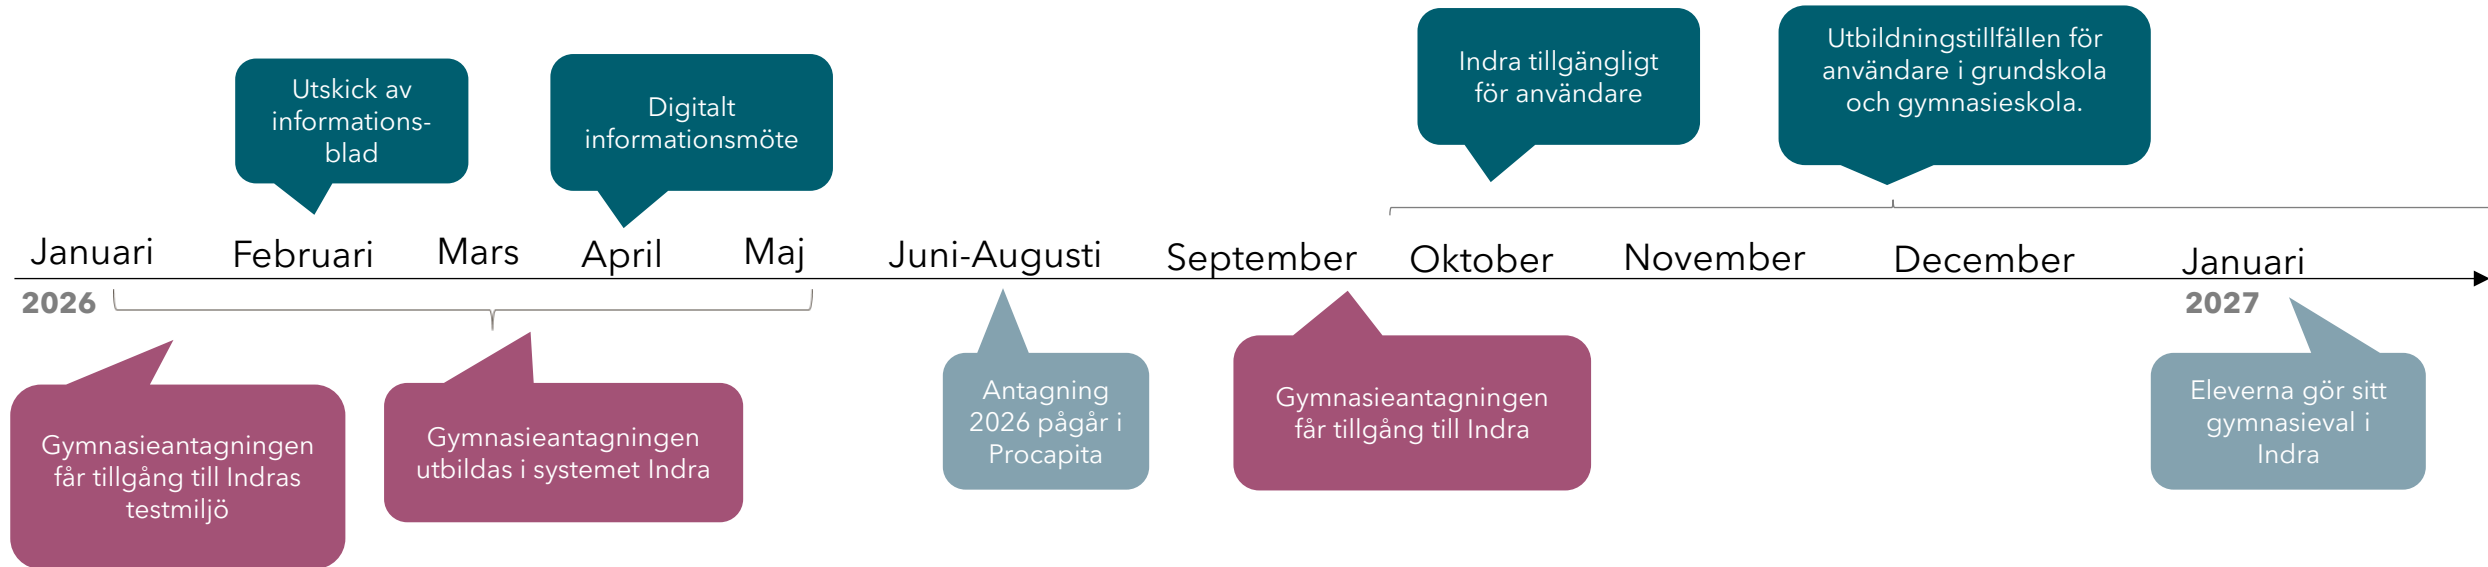 Utskick av
informations-
blad
Digitalt
informationsmöte
Indra tillgängligt
för användare
Utbildningstillfällen för
användare i grundskola
och gymnasieskola.
Januari
Februari
Mars
April
Maj
Juni-Augusti
September
Oktober
November
December
Januari
2026
2027
Gymnasieantagningen
får tillgång till Indras
testmiljö
Gymnasieantagningen
utbildas i systemet Indra
Antagning
2026 pågår i
Procapita
Gymnasieantagningen
får tillgång till Indra
Eleverna gör sitt
gymnasieval i
Indra